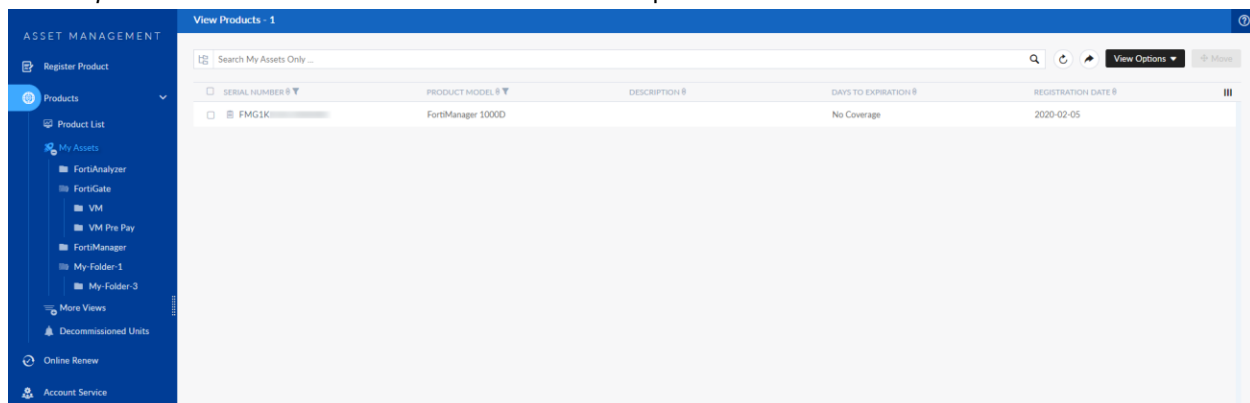 View Products - 1
ASSET MANAGEMENT
Register Product
Products
Product List
My Assets
FortiAnalyzer
FortiGate
VM
VM Pre Pay
FortiManager
My-Folder-1
My-Folder-3
More Views
Decommissioned Units
Online Renew
Account Service
Search My Assets Only ...
View Options
Move
SERIAL NUMBER PRODUCT MODEL DESCRIPTION DAYS TO EXPIRATION REGISTRATION DATE
FMG1K FortiManager 1000D No Coverage 2020-02-05